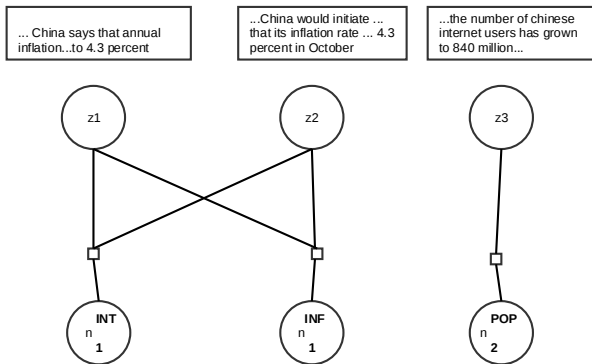 ... China says that annual
inflation...to 4.3 percent
...China would initiate ...
that its inflation rate ... 4.3
percent in October
...the number of chinese
internet users has grown
to 840 million...
z1
z2
z3
INT
n
1
INF
n
1
POP
n
2